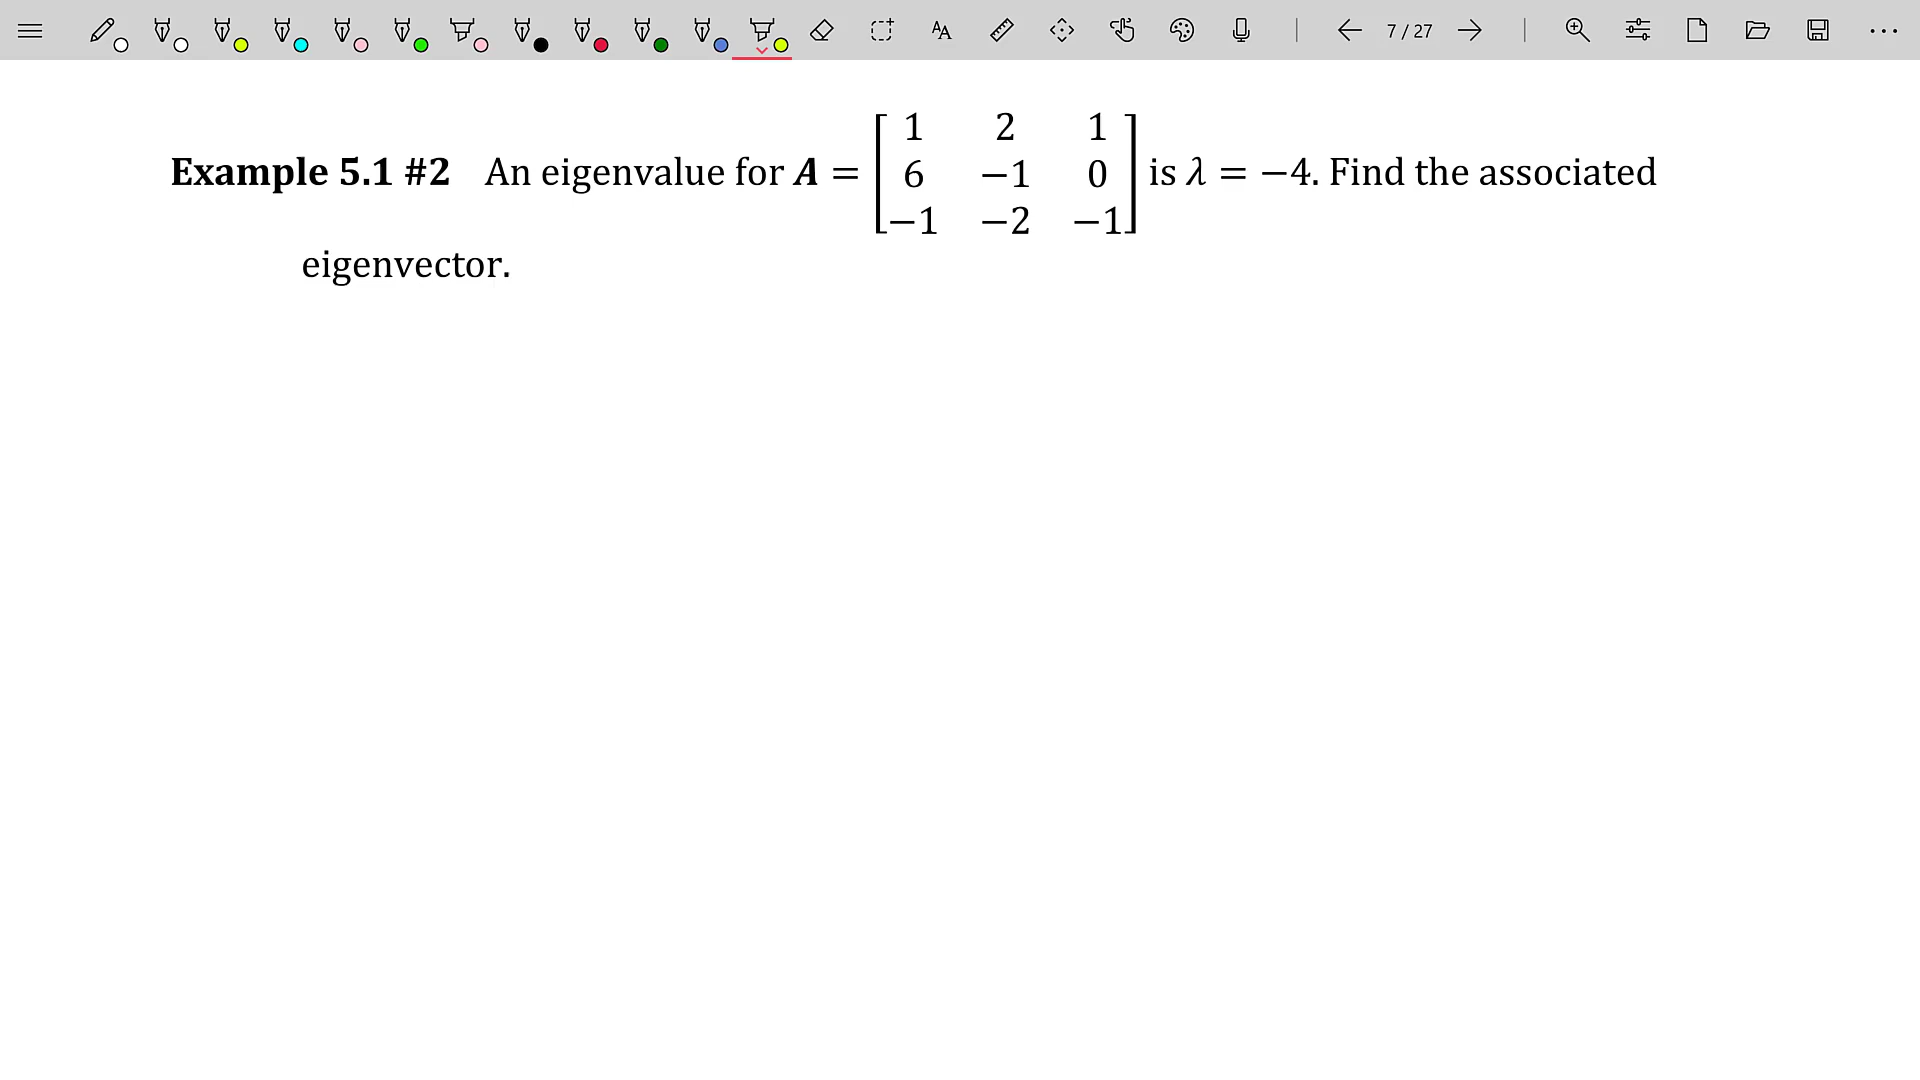 7 / 27
Example 5.1 #2 An eigenvalue for A = [1 2 1; 6 −1 0; −1 −2 −1] is λ = −4. Find the associated
eigenvector.